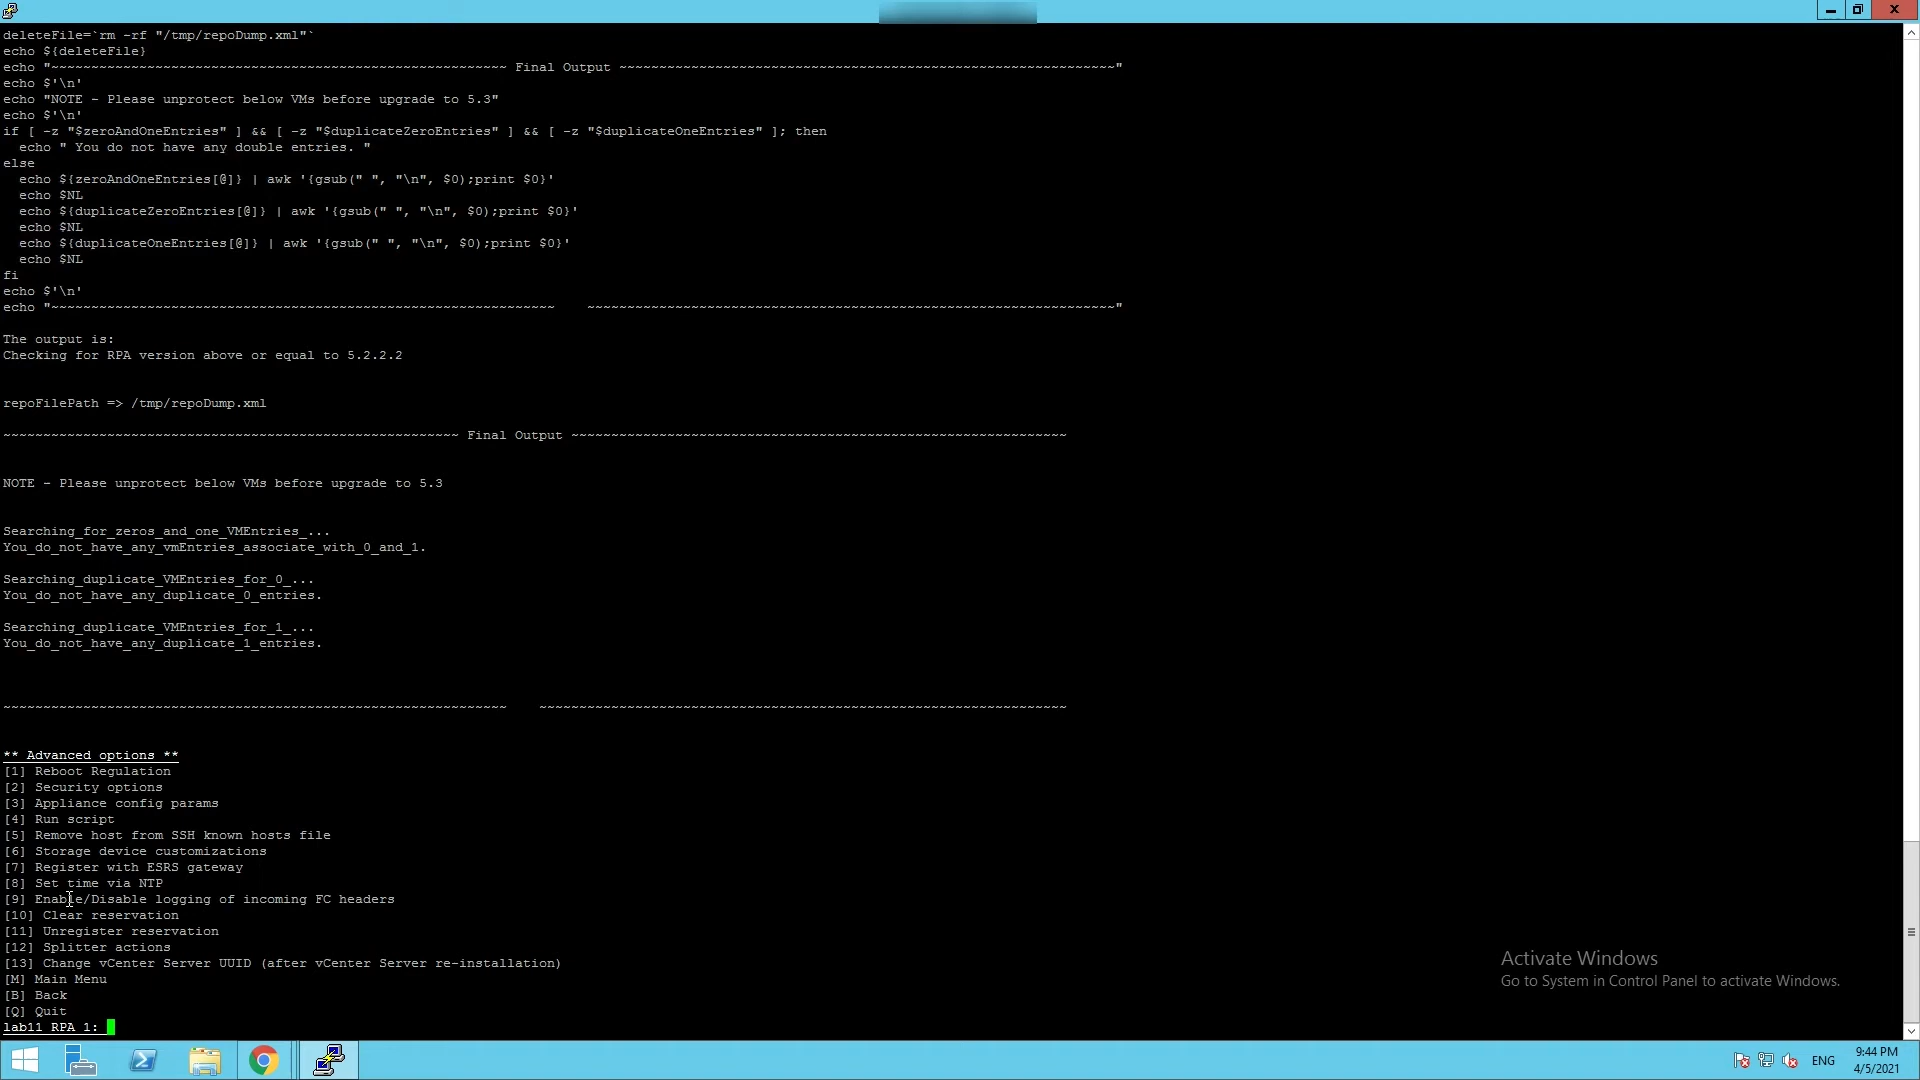 deleteFile=`rm -rf "/tmp/repoDump.xml"`
echo ${deleteFile}
echo "~~~~~~~~~~~~~~~~~~~~~~~~~~~~~~~~~~~~~~~~~~~~~~~~~~~~~~~~~ Final Output ~~~~~~~~~~~~~~~~~~~~~~~~~~~~~~~~~~~~~~~~~~~~~~~~~~~~~~~~~~~~~~"
echo $'\n'
echo "NOTE - Please unprotect below VMs before upgrade to 5.3"
echo $'\n'
if [ -z "$zeroAndOneEntries" ] && [ -z "$duplicateZeroEntries" ] && [ -z "$duplicateOneEntries" ]; then
  echo " You do not have any double entries. "
else
  echo ${zeroAndOneEntries[@]} | awk '{gsub(" ", "\n", $0);print $0}'
  echo $NL
  echo ${duplicateZeroEntries[@]} | awk '{gsub(" ", "\n", $0);print $0}'
  echo $NL
  echo ${duplicateOneEntries[@]} | awk '{gsub(" ", "\n", $0);print $0}'
  echo $NL
fi
echo $'\n'
echo "~~~~~~~~~~~~~~~~~~~~~~~~~~~~~~~~~~~~~~~~~~~~~~~~~~~~~~~~~~~~~~~    ~~~~~~~~~~~~~~~~~~~~~~~~~~~~~~~~~~~~~~~~~~~~~~~~~~~~~~~~~~~~~~~~~~"
The output is:
Checking for RPA version above or equal to 5.2.2.2
repoFilePath => /tmp/repoDump.xml
~~~~~~~~~~~~~~~~~~~~~~~~~~~~~~~~~~~~~~~~~~~~~~~~~~~~~~~~~ Final Output ~~~~~~~~~~~~~~~~~~~~~~~~~~~~~~~~~~~~~~~~~~~~~~~~~~~~~~~~~~~~~~
NOTE - Please unprotect below VMs before upgrade to 5.3
Searching_for_zeros_and_one_VMEntries_...
You_do_not_have_any_vmEntries_associate_with_0_and_1.
Searching_duplicate_VMEntries_for_0_...
You_do_not_have_any_duplicate_0_entries.
Searching_duplicate_VMEntries_for_1_...
You_do_not_have_any_duplicate_1_entries.
~~~~~~~~~~~~~~~~~~~~~~~~~~~~~~~~~~~~~~~~~~~~~~~~~~~~~~~~~~~~~~~    ~~~~~~~~~~~~~~~~~~~~~~~~~~~~~~~~~~~~~~~~~~~~~~~~~~~~~~~~~~~~~~~~~~
** Advanced options **
[1] Reboot Regulation
[2] Security options
[3] Appliance config params
[4] Run script
[5] Remove host from SSH known hosts file
[6] Storage device customizations
[7] Register with ESRS gateway
[8] Set time via NTP
[9] Enable/Disable logging of incoming FC headers
[10] Clear reservation
[11] Unregister reservation
[12] Splitter actions
[13] Change vCenter Server UUID (after vCenter Server re-installation)
[M] Main Menu
[B] Back
[Q] Quit
lab11 RPA 1:
Activate Windows
Go to System in Control Panel to activate Windows.
ENG
9:44 PM
4/5/2021